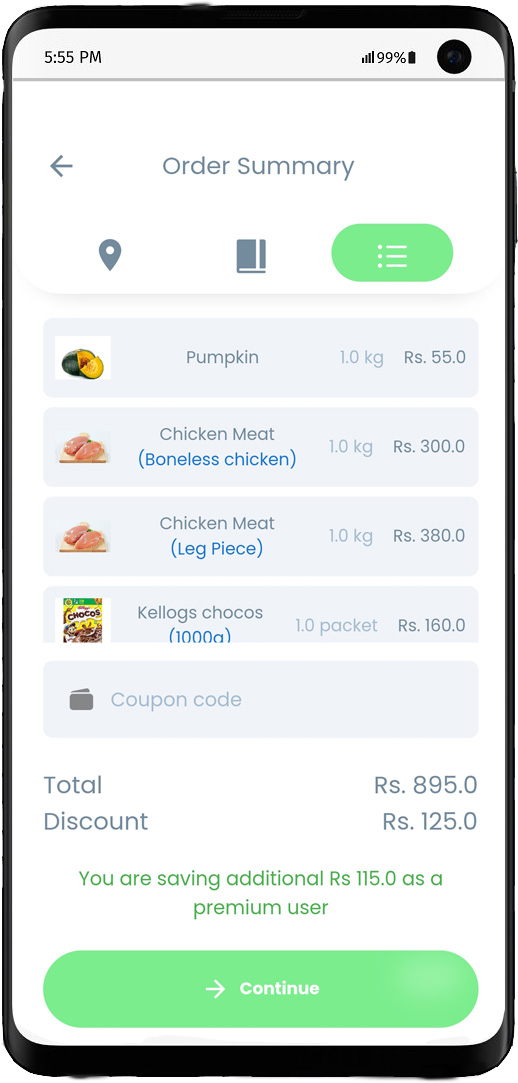 5:55 PM 99%
Order Summary
Pumpkin 1.0 kg Rs. 55.0
Chicken Meat
(Boneless chicken) 1.0 kg Rs. 300.0
Chicken Meat
(Leg Piece) 1.0 kg Rs. 380.0
CHOCOS
Kellogs chocos
(1000g) 1.0 packet Rs. 160.0
Coupon code
Total Rs. 895.0
Discount Rs. 125.0
You are saving additional Rs 115.0 as a
premium user
Continue